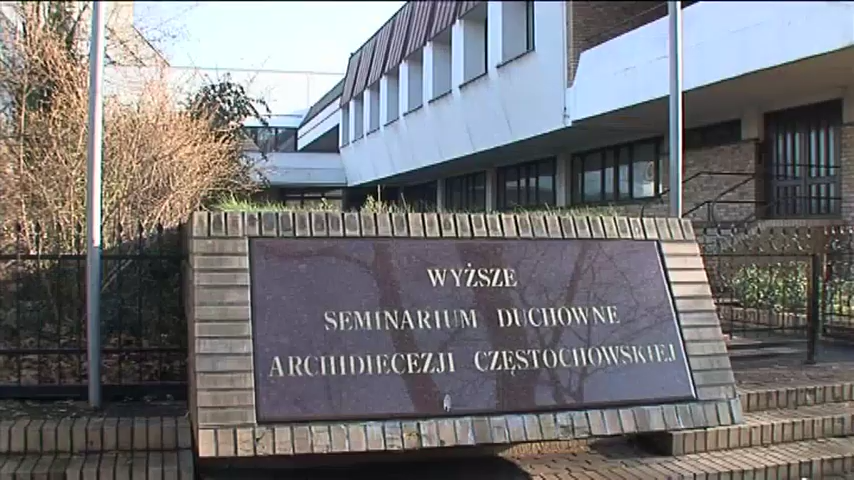 WYŻSZE
SEMINARIUM DUCHOWNE
ARCHIDIECEZJI CZĘSTOCHOWSKIEJ